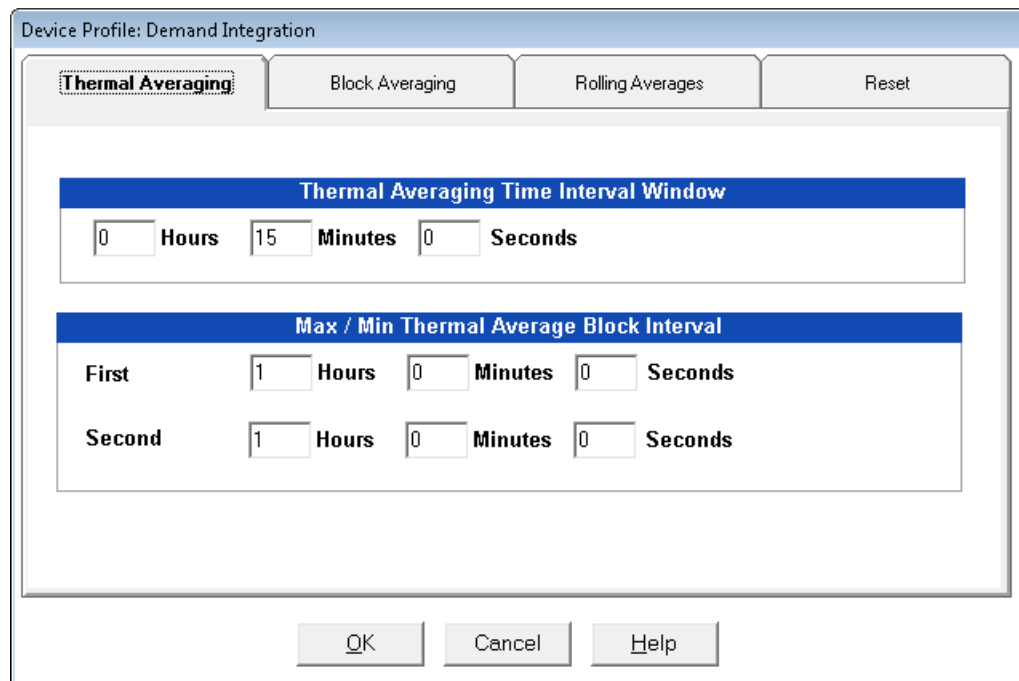 Device Profile: Demand Integration
Thermal Averaging Block Averaging Rolling Averages Reset
Thermal Averaging Time Interval Window
0 Hours 15 Minutes 0 Seconds
Max / Min Thermal Average Block Interval
First 1 Hours 0 Minutes 0 Seconds
Second 1 Hours 0 Minutes 0 Seconds
OK Cancel Help